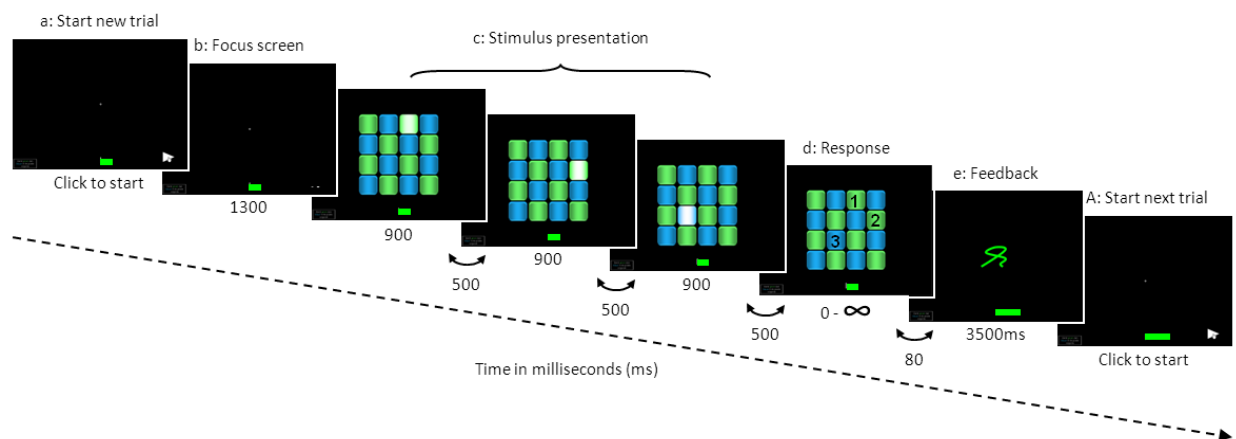 a: Start new trial
b: Focus screen
c: Stimulus presentation
d: Response
e: Feedback
A: Start next trial
1
2
3
Click to start
1300
900
500
900
500
900
500
0 - ∞
80
3500ms
Click to start
Time in milliseconds (ms)